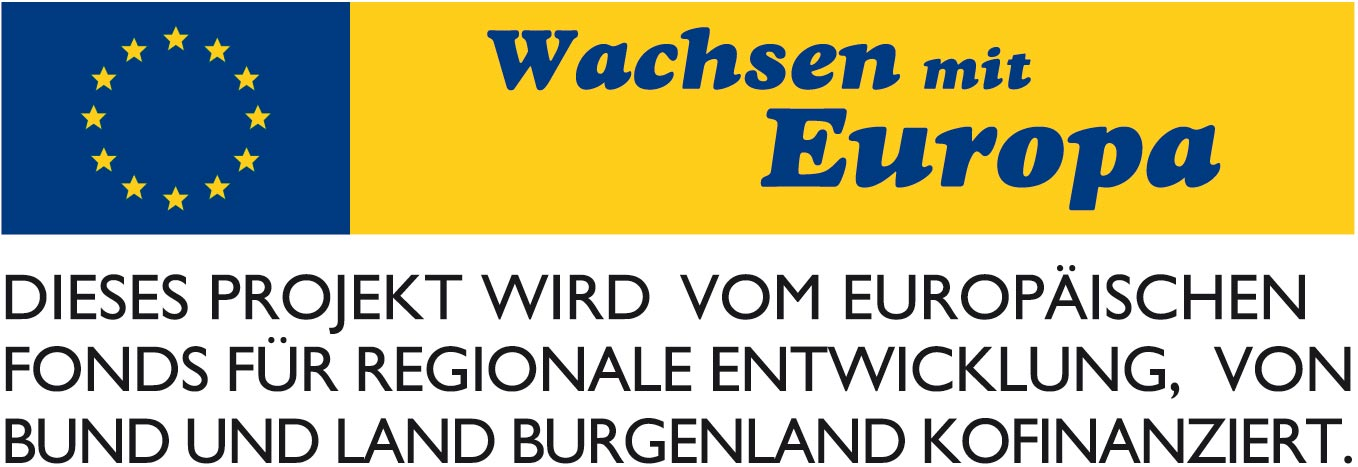 Wachsen mit
Europa
DIESES PROJEKT WIRD VOM EUROPÄISCHEN
FONDS FÜR REGIONALE ENTWICKLUNG, VON
BUND UND LAND BURGENLAND KOFINANZIERT.